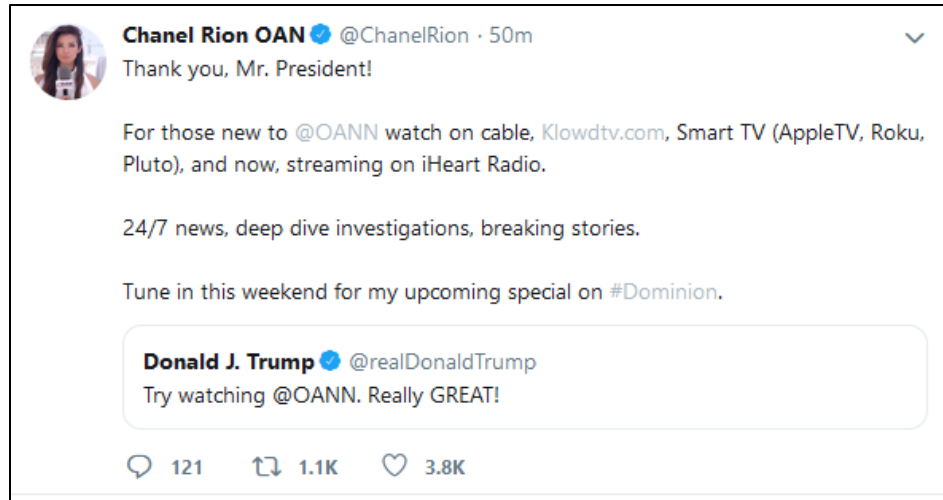 Chanel Rion OAN @ChanelRion · 50m
Thank you, Mr. President!
For those new to @OANN watch on cable, Klowdtv.com, Smart TV (AppleTV, Roku,
Pluto), and now, streaming on iHeart Radio.
24/7 news, deep dive investigations, breaking stories.
Tune in this weekend for my upcoming special on #Dominion.
Donald J. Trump @realDonaldTrump
Try watching @OANN. Really GREAT!
121 1.1K 3.8K